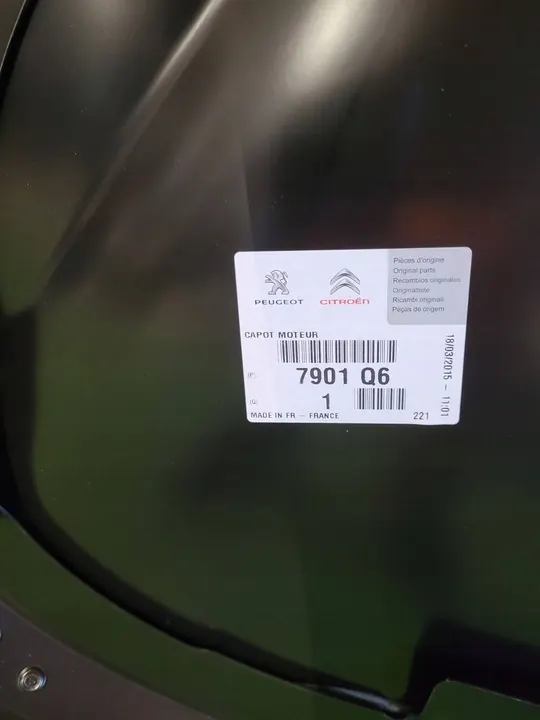 PEUGEOT
CITROËN
Pièces d'origine
Original parts
Recambios originales
Originalteile
Ricambi originali
Peças de origem
CAPOT MOTEUR
(P) 7901 Q6
(Q) 1
MADE IN FR - FRANCE 221
18/03/2015 - 11:01